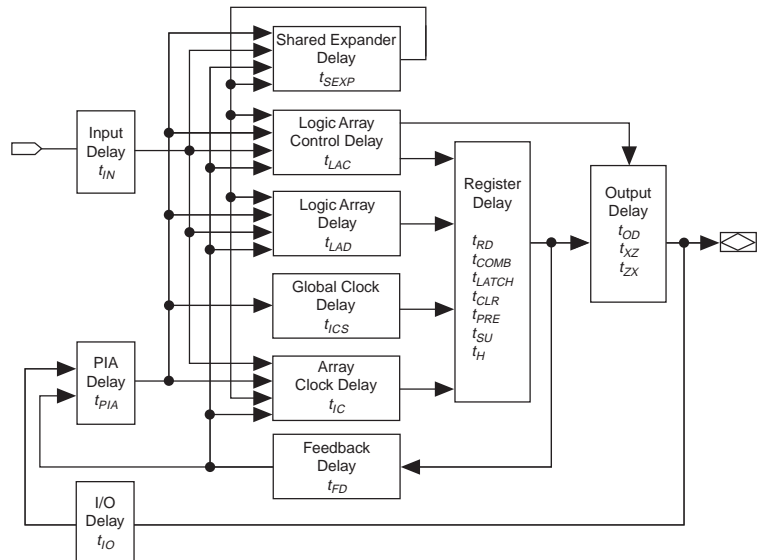 Shared Expander
Delay
tSEXP
Input
Delay
tIN
Logic Array
Control Delay
tLAC
Register
Delay
tRD
tCOMB
tLATCH
tCLR
tPRE
tSU
tH
Output
Delay
tOD
tXZ
tZX
Logic Array
Delay
tLAD
Global Clock
Delay
tICS
PIA
Delay
tPIA
Array
Clock Delay
tIC
Feedback
Delay
tFD
I/O
Delay
tIO